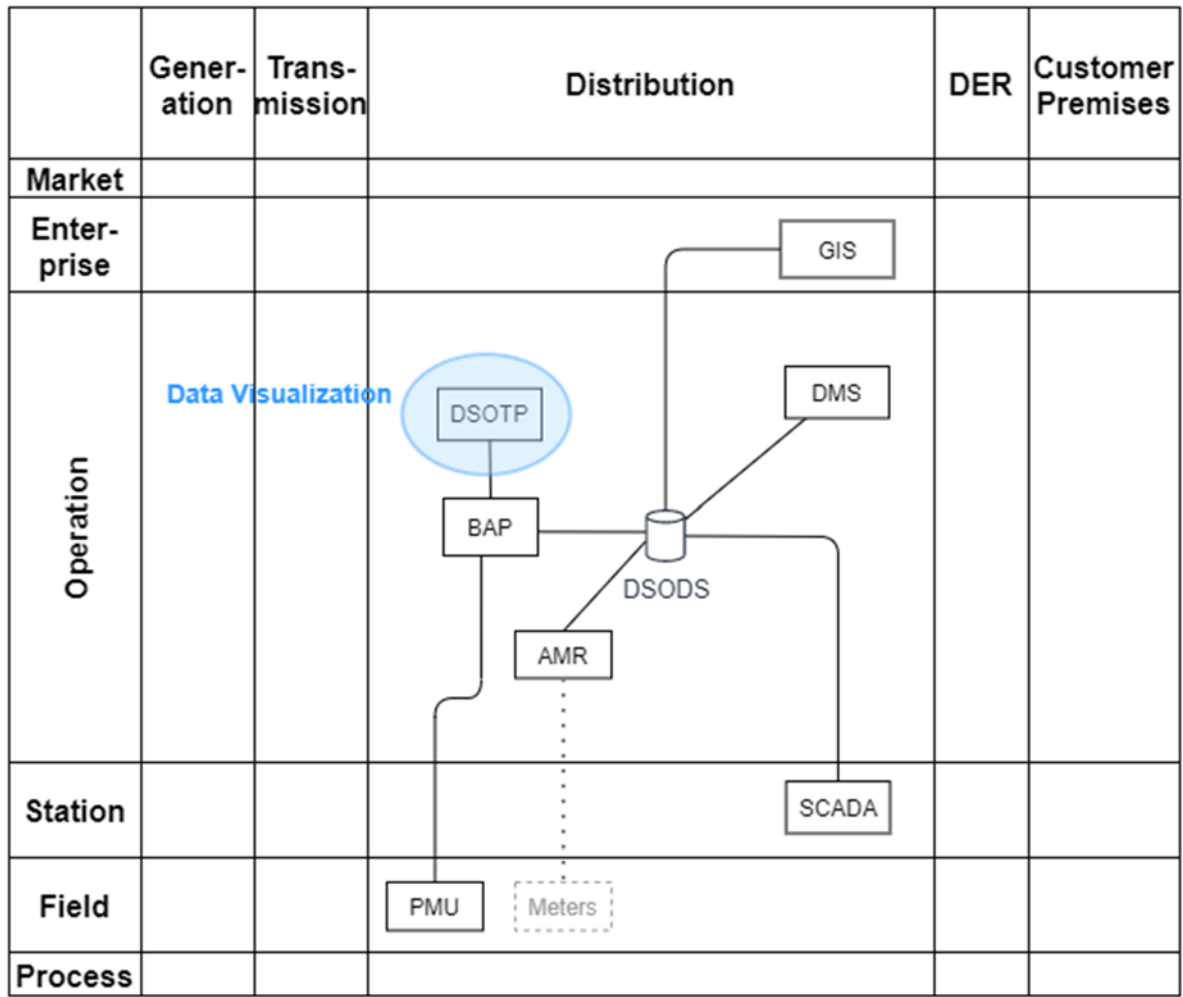 Gener-
ation
Trans-
mission
Distribution
DER
Customer
Premises
Market
Enter-
prise
GIS
Operation
Data Visualization
DSOTP
DMS
BAP
DSODS
AMR
Station
SCADA
Field
PMU
Meters
Process